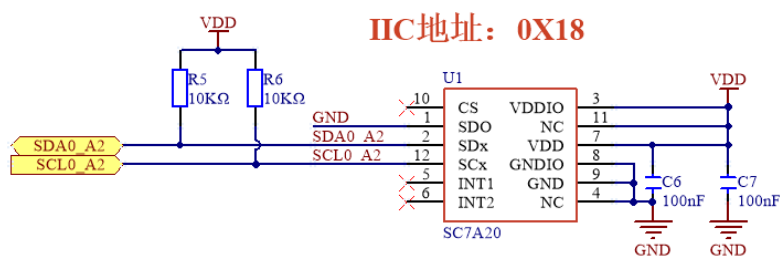 IIC地址：0X18
VDD
R5
10KΩ
R6
10KΩ
SDA0_A2
SCL0_A2
GND
SDA0_A2
SCL0_A2
U1
10 CS VDDIO 3
1 SDO NC 11
2 SDx VDD 7
12 SCx GNDIO 8
5 INT1 GND 9
6 INT2 NC 4
SC7A20
VDD
C6
100nF
C7
100nF
GND
GND